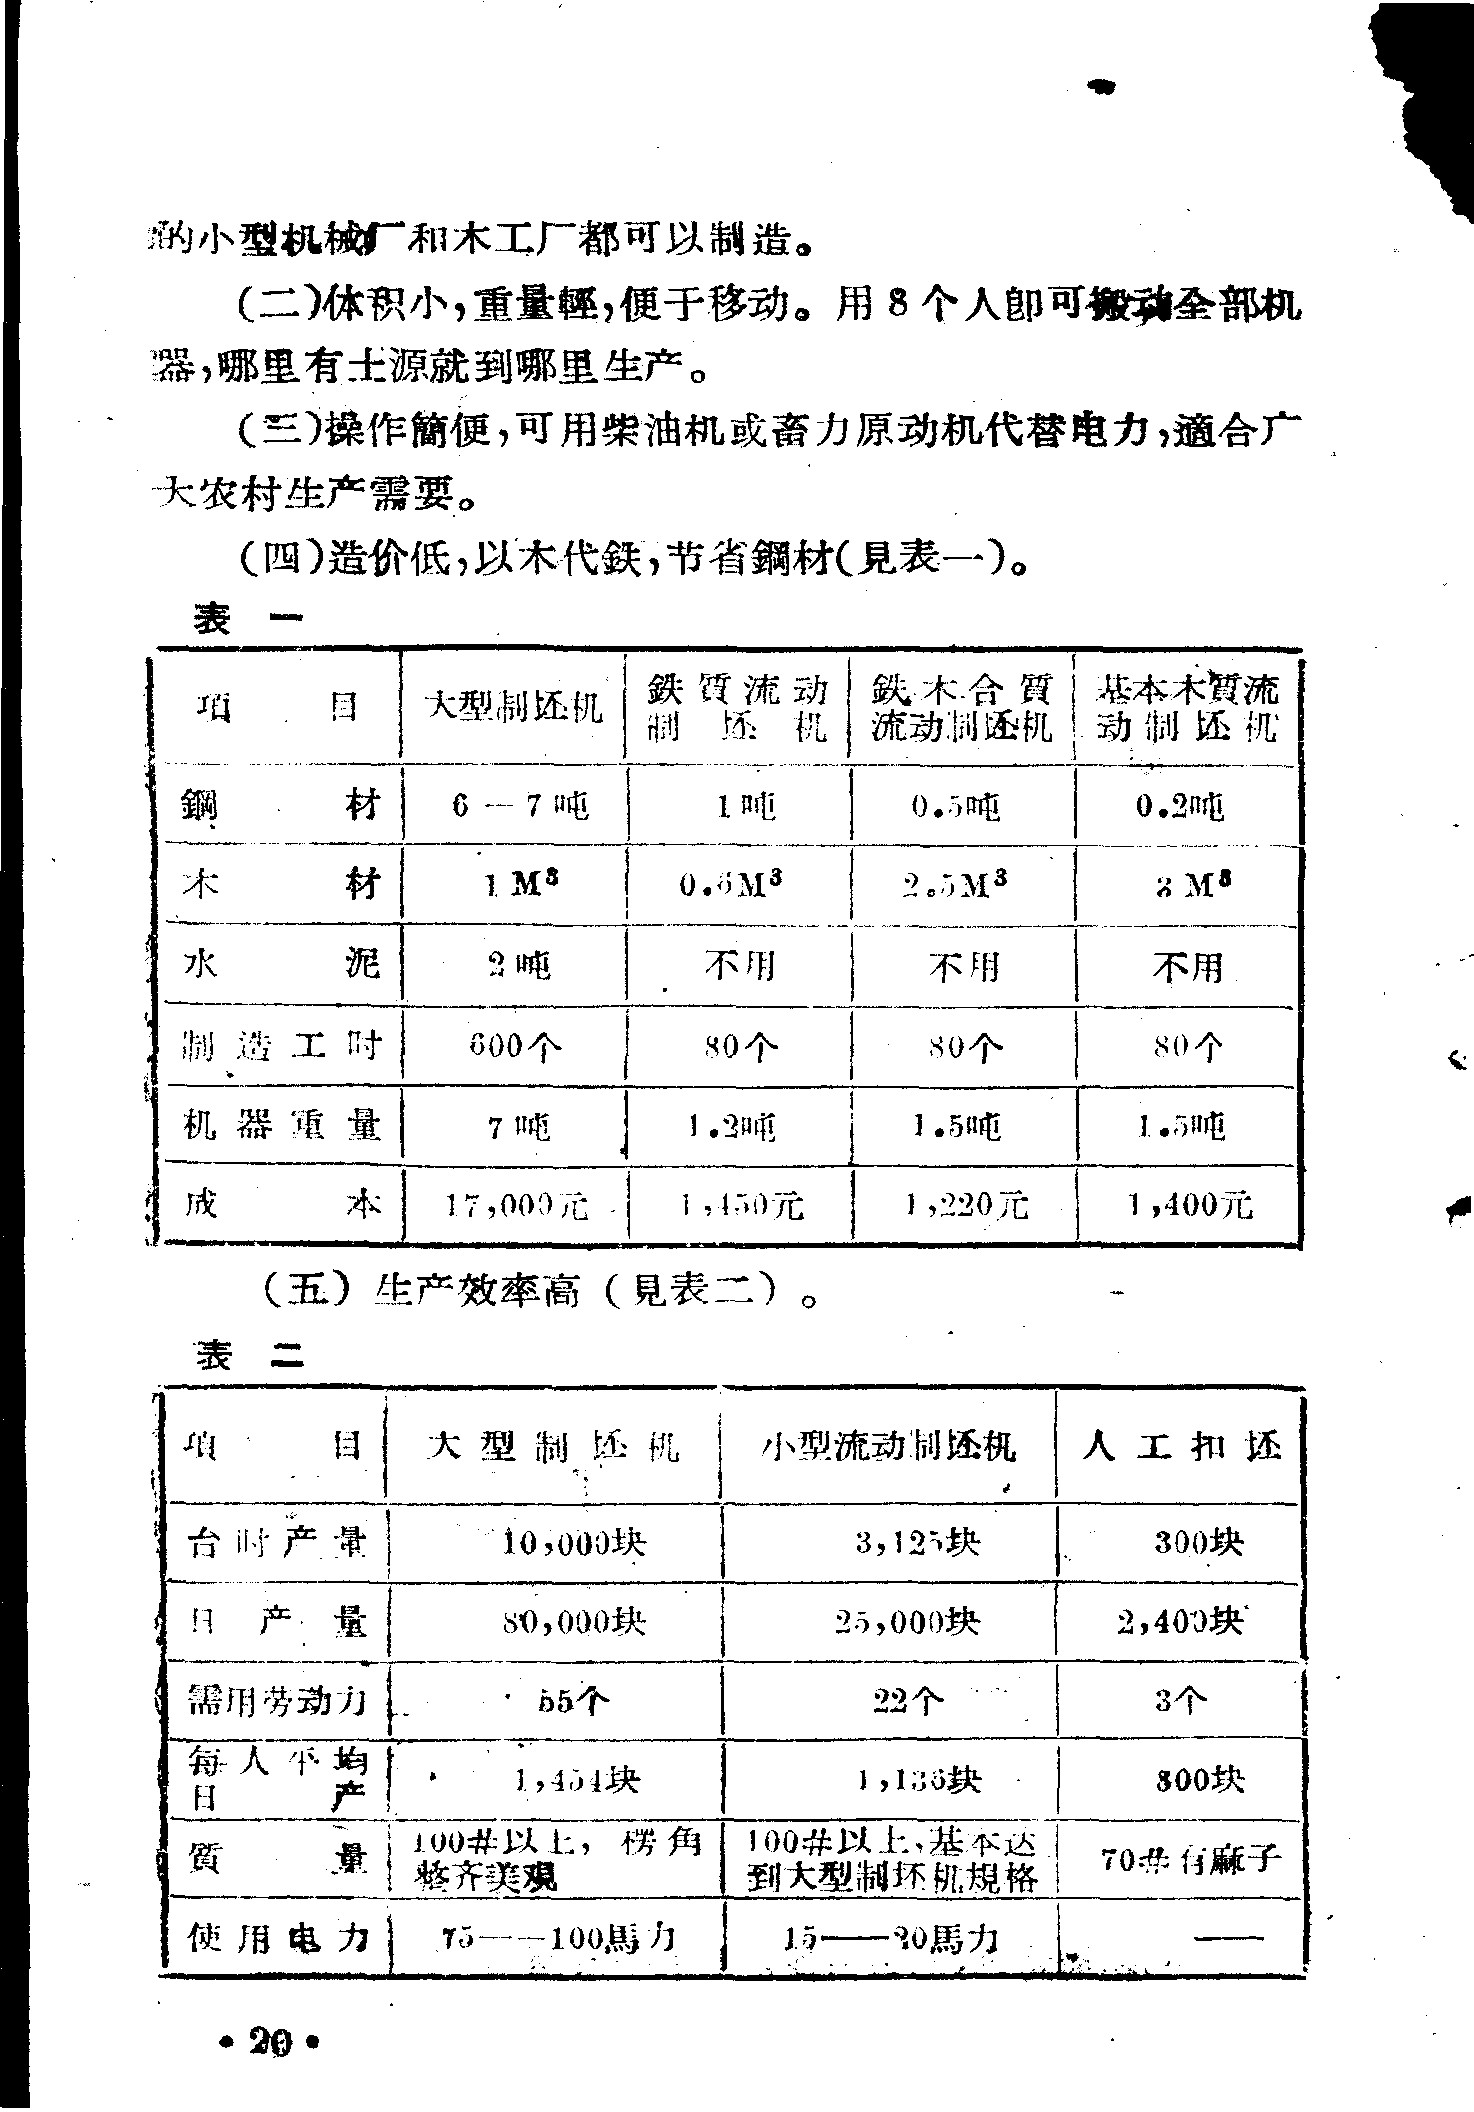 的小型机械厂和木工厂都可以制造。
(二)体积小,重量輕,便于移动。用8个人卽可搬动全部机
器,哪里有土源就到哪里生产。
(三)操作簡便,可用柴油机或畜力原动机代替电力,適合广
大农村生产需要。
(四)造价低,以木代鉄,节省鋼材(見表一)。
表 一
項 目 大型制坯机 鉄質流动制坯机 鉄木合質流动制坯机 基本木質流动制坯机
鋼 材 6—7吨 1吨 0.5吨 0.2吨
木 材 1M³ 0.6M³ 2.5M³ 3M³
水 泥 2吨 不用 不用 不用
制造工时 600个 80个 80个 80个
机器重量 7吨 1.2吨 1.5吨 1.5吨
成 本 17,000元 1,450元 1,220元 1,400元
(五)生产效率高(見表二)。
表 二
項 目 大型制坯机 小型流动制坯机 人工扣坯
台时产量 10,000块 3,125块 300块
日产量 80,000块 25,000块 2,400块
需用劳动力 55个 22个 3个
每人平均日产 1,454块 1,136块 800块
質 量 100#以上,楞角整齐美观 100#以上,基本达到大型制坯机規格 70#有麻子
使用电力 75——100馬力 15——20馬力 ——
•20•